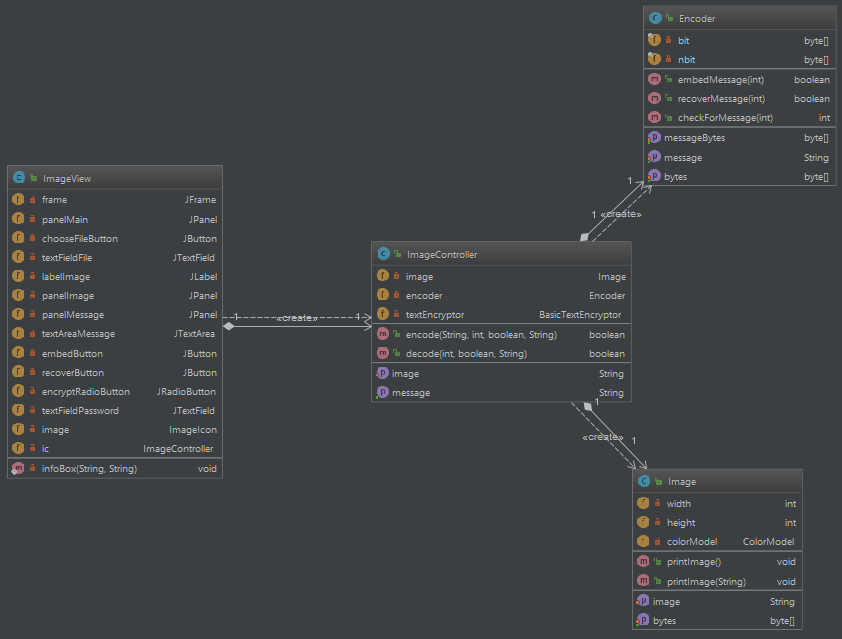 Encoder
bit byte[]
nbit byte[]
embedMessage(int) boolean
recoverMessage(int) boolean
checkForMessage(int) int
messageBytes byte[]
message String
bytes byte[]
ImageView
frame JFrame
panelMain JPanel
chooseFileButton JButton
textFieldFile JTextField
labelImage JLabel
panelImage JPanel
panelMessage JPanel
textAreaMessage JTextArea
embedButton JButton
recoverButton JButton
encryptRadioButton JRadioButton
textFieldPassword JTextField
image ImageIcon
ic ImageController
infoBox(String, String) void
1 «create» 1
ImageController
image Image
encoder Encoder
textEncryptor BasicTextEncryptor
encode(String, int, boolean, String) boolean
decode(int, boolean, String) boolean
image String
message String
1
1 «create»
1
«create» 1
Image
width int
height int
colorModel ColorModel
printImage() void
printImage(String) void
image String
bytes byte[]